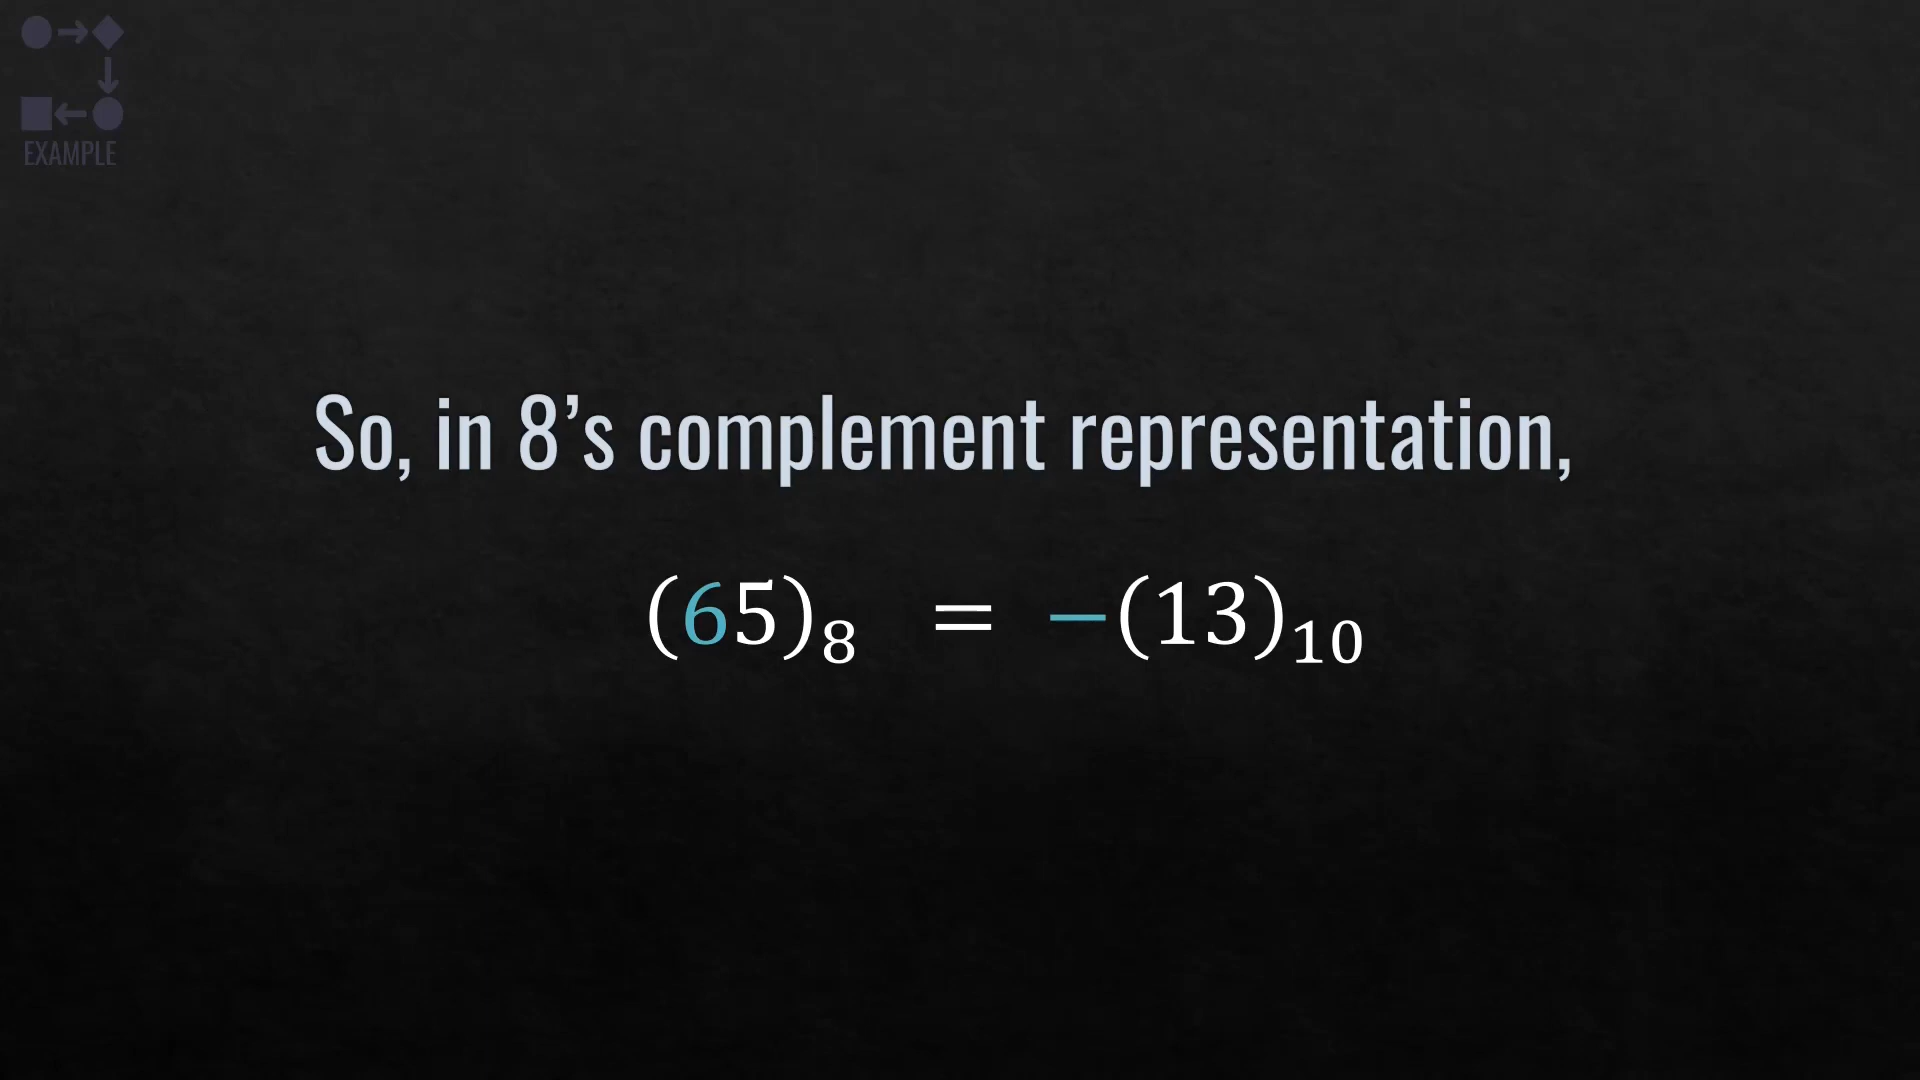 EXAMPLE
So, in 8’s complement representation,
(65)₈ = −(13)₁₀